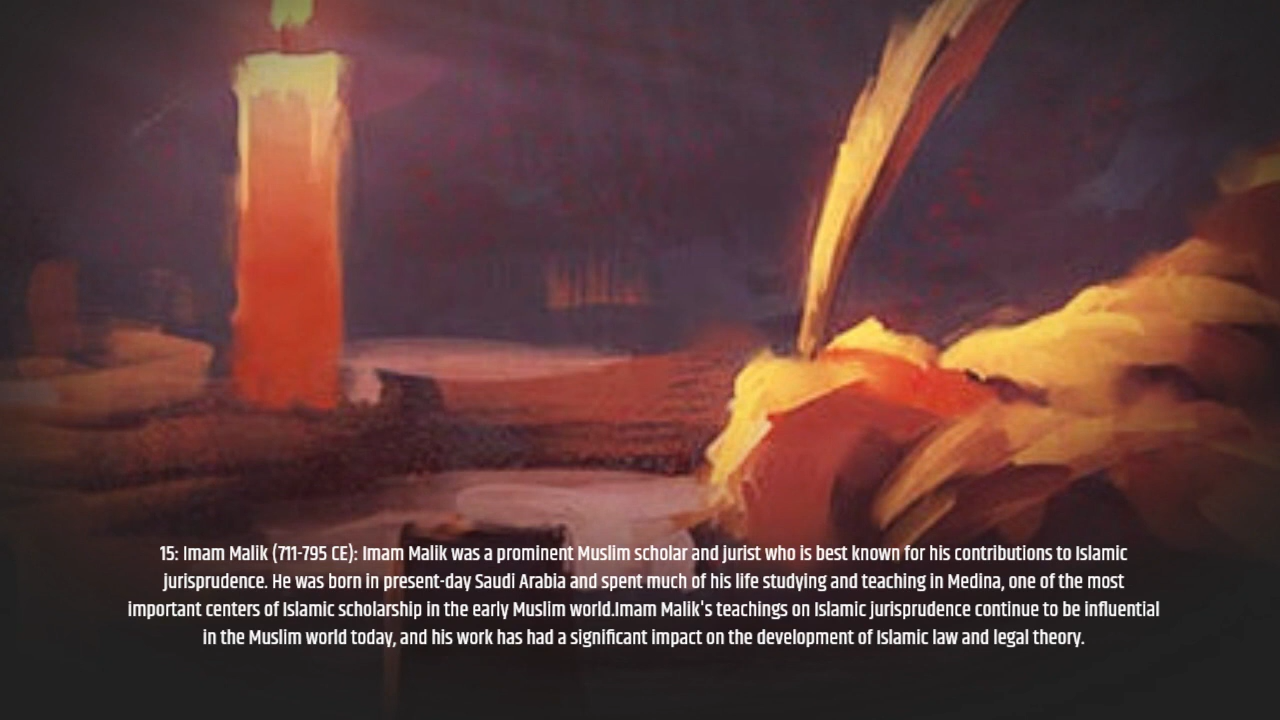 15: Imam Malik (711-795 CE): Imam Malik was a prominent Muslim scholar and jurist who is best known for his contributions to Islamic
jurisprudence. He was born in present-day Saudi Arabia and spent much of his life studying and teaching in Medina, one of the most
important centers of Islamic scholarship in the early Muslim world.Imam Malik's teachings on Islamic jurisprudence continue to be influential
in the Muslim world today, and his work has had a significant impact on the development of Islamic law and legal theory.